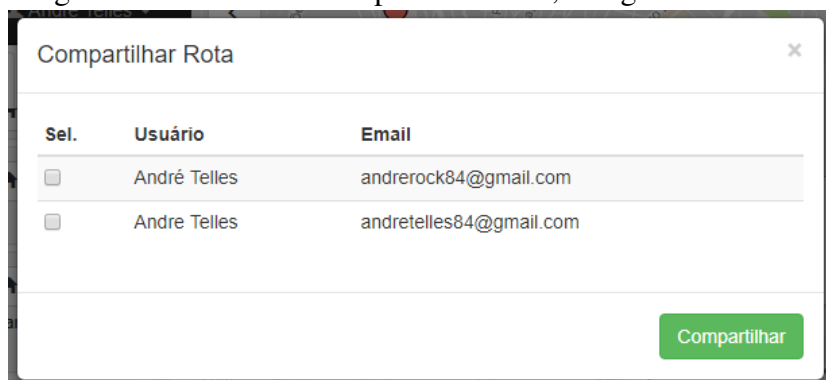 Compartilhar Rota ×
Sel. Usuário Email
André Telles andrerock84@gmail.com
Andre Telles andretelles84@gmail.com
Compartilhar